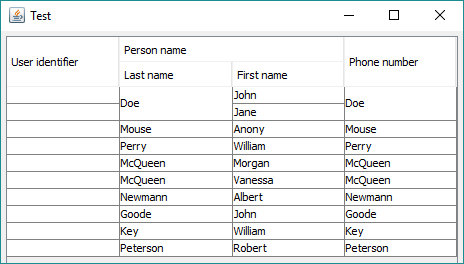 Test
Person name
User identifier Phone number
Last name First name
John
Doe Doe
Jane
Mouse Anony Mouse
Perry William Perry
McQueen Morgan McQueen
McQueen Vanessa McQueen
Newmann Albert Newmann
Goode John Goode
Key William Key
Peterson Robert Peterson